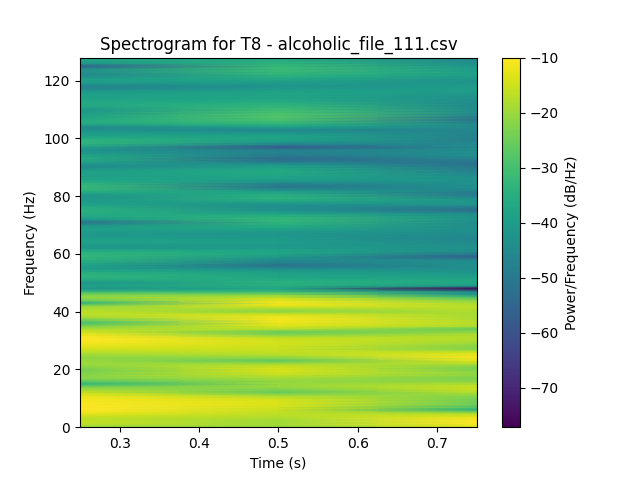 Spectrogram for T8 - alcoholic_file_111.csv
120
100
80
60
40
20
0
Frequency (Hz)
0.3 0.4 0.5 0.6 0.7
Time (s)
−10
−20
−30
−40
−50
−60
−70
Power/Frequency (dB/Hz)